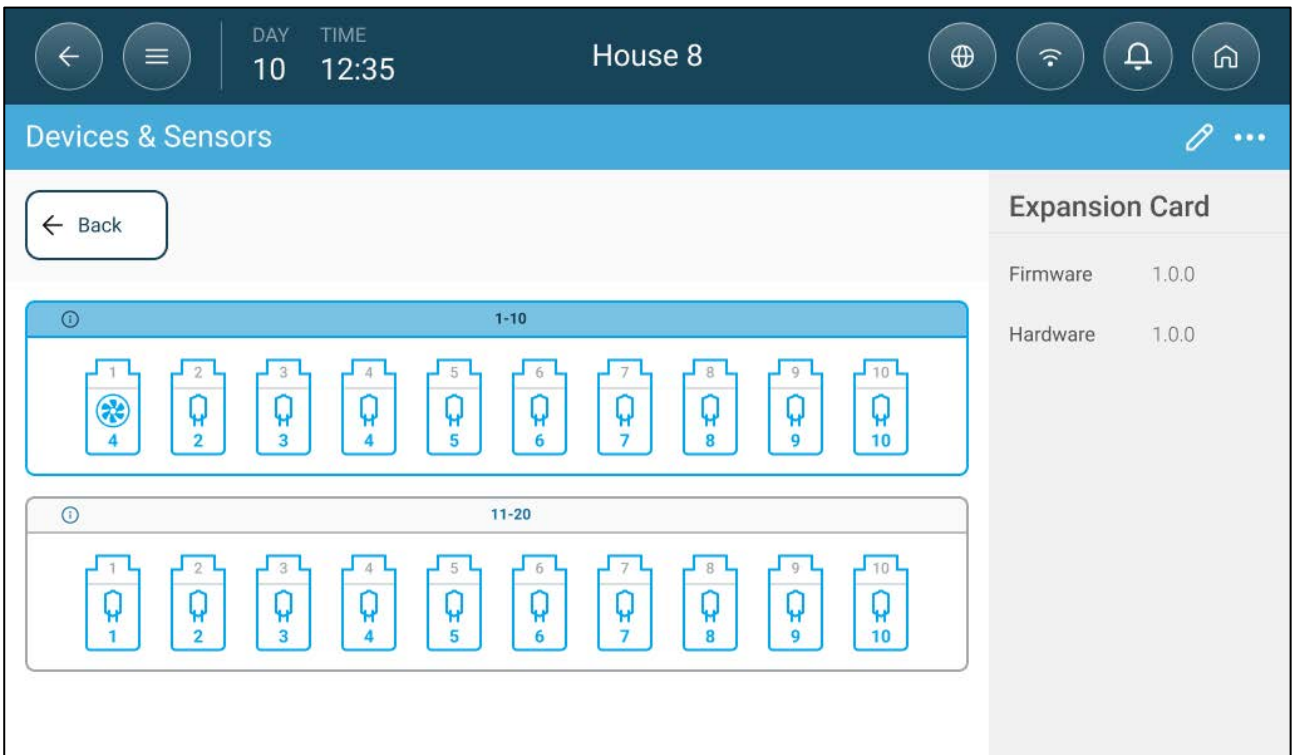 DAY TIME
10 12:35
House 8
Devices & Sensors
← Back
Expansion Card
Firmware 1.0.0
Hardware 1.0.0
1-10
1 2 3 4 5 6 7 8 9 10
4 2 3 4 5 6 7 8 9 10
11-20
1 2 3 4 5 6 7 8 9 10
1 2 3 4 5 6 7 8 9 10